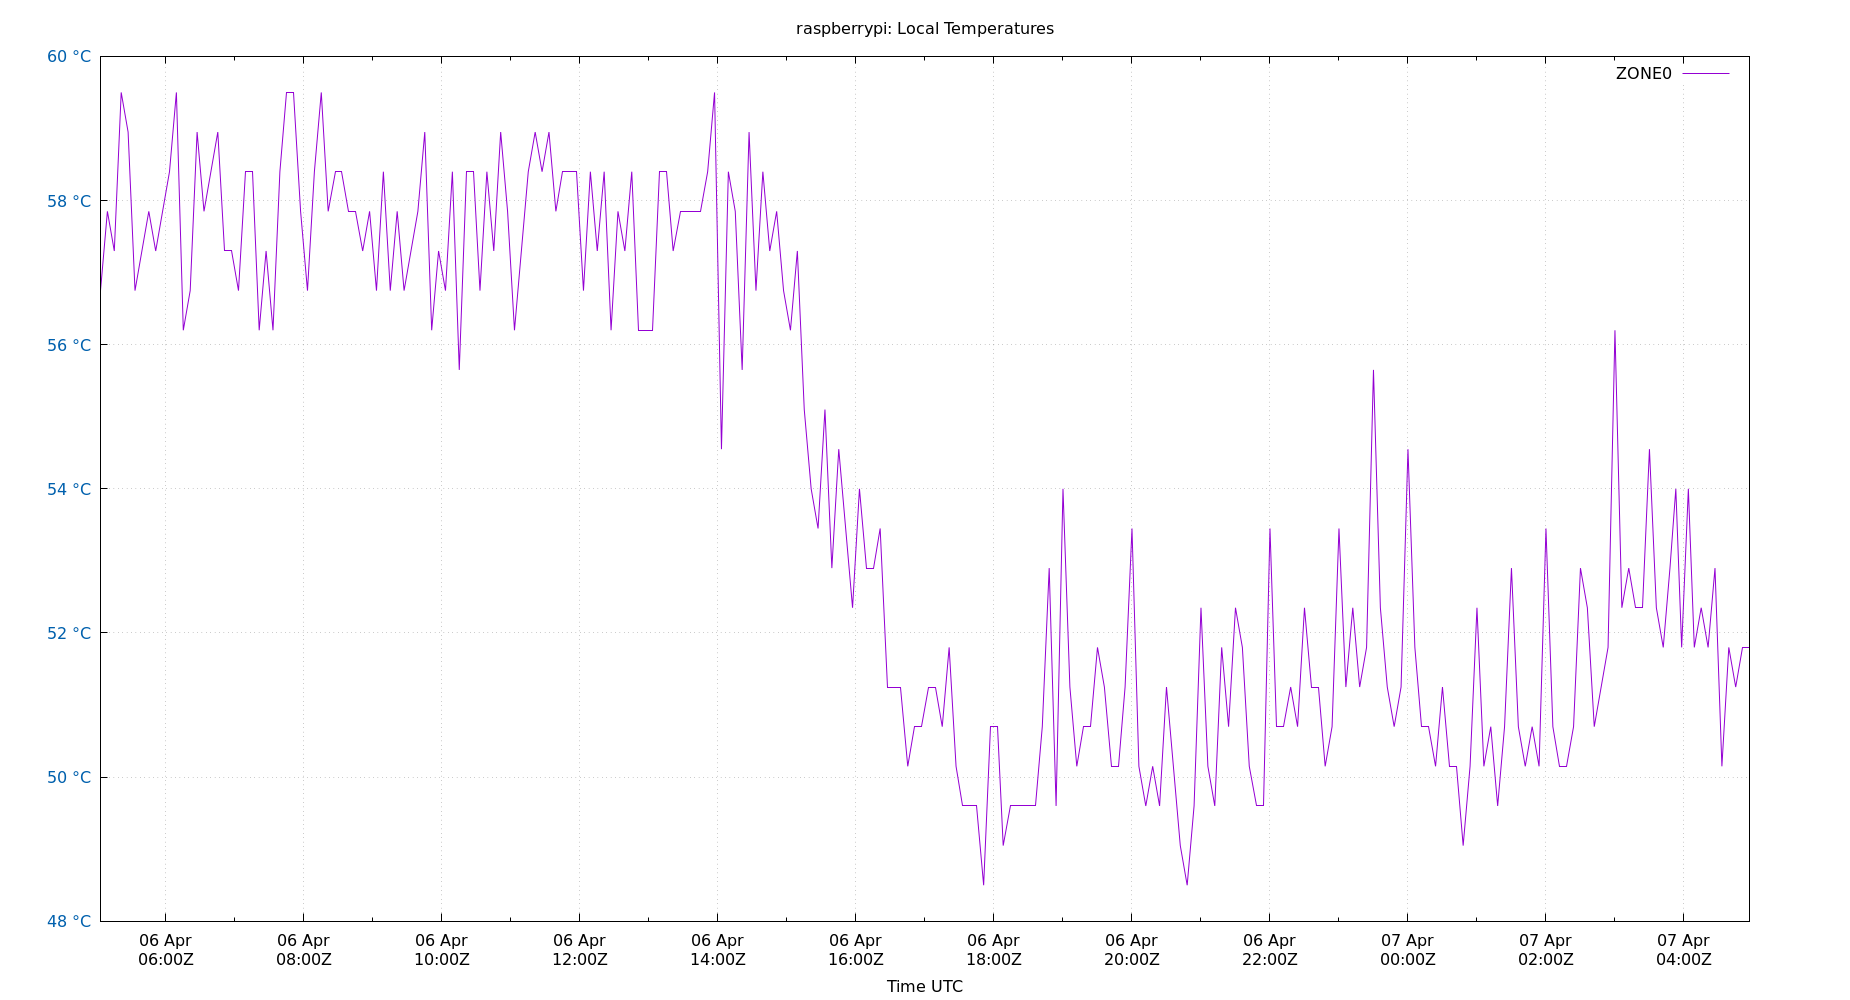 raspberrypi: Local Temperatures
60 °C
ZONE0
58 °C
56 °C
54 °C
52 °C
50 °C
48 °C
06 Apr 06 Apr 06 Apr 06 Apr 06 Apr 06 Apr 06 Apr 06 Apr 06 Apr 07 Apr 07 Apr 07 Apr
06:00Z 08:00Z 10:00Z 12:00Z 14:00Z 16:00Z 18:00Z 20:00Z 22:00Z 00:00Z 02:00Z 04:00Z
Time UTC